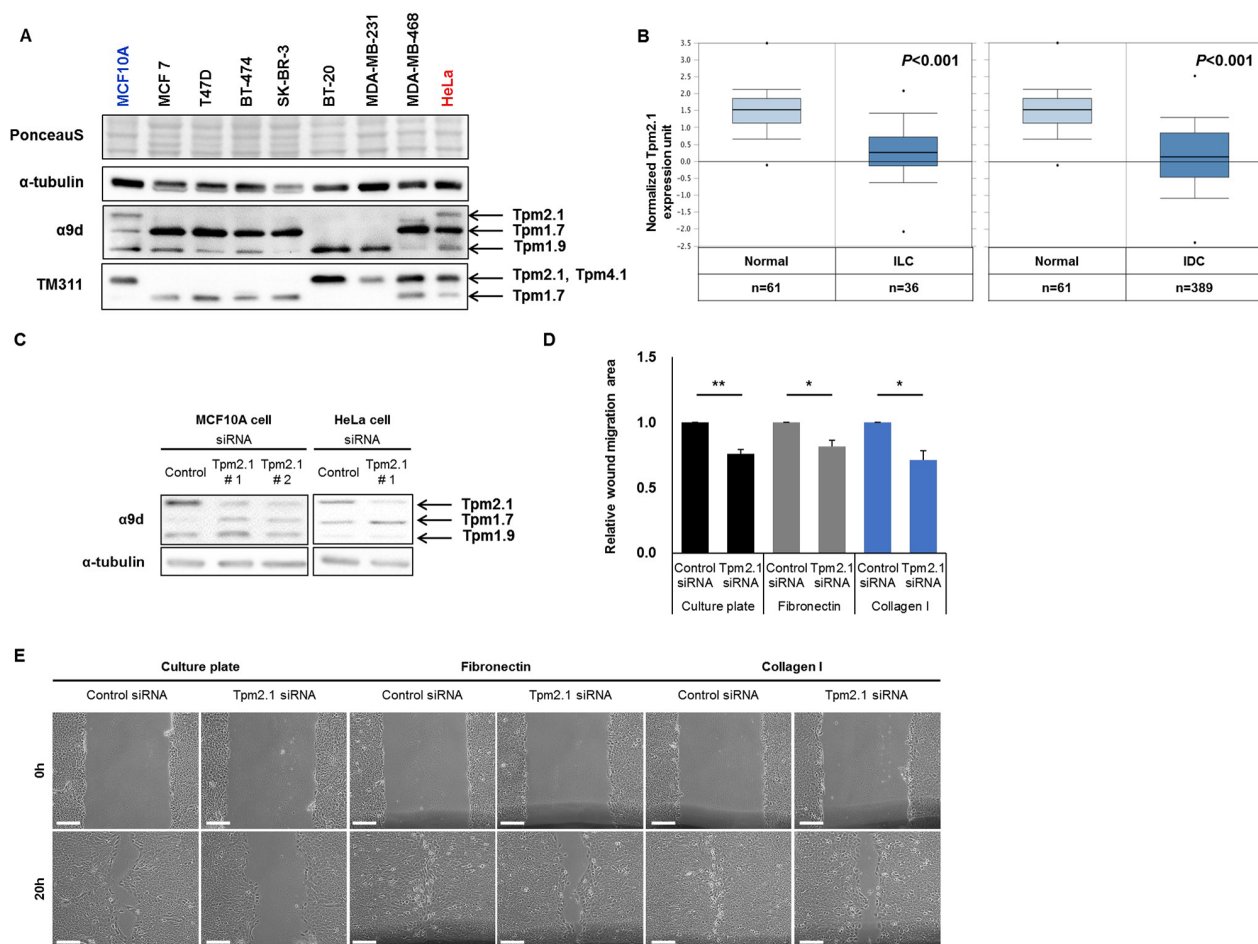 A
MCF10A
MCF 7
T47D
BT-474
SK-BR-3
BT-20
MDA-MB-231
MDA-MB-468
HeLa
PonceauS
α-tubulin
α9d
Tpm2.1
Tpm1.7
Tpm1.9
TM311
Tpm2.1, Tpm4.1
Tpm1.7
B
Normalized Tpm2.1
expression unit
3.5
3.0
2.5
2.0
1.5
1.0
0.5
0.0
−0.5
−1.0
−1.5
−2.0
−2.5
P<0.001
P<0.001
Normal ILC Normal IDC
n=61 n=36 n=61 n=389
C
MCF10A cell HeLa cell
siRNA siRNA
Control Tpm2.1 # 1 Tpm2.1 # 2 Control Tpm2.1 # 1
α9d
Tpm2.1
Tpm1.7
Tpm1.9
α-tubulin
D
Relative wound migration area
1.5
1.0
0.5
0.0
** * *
Control Tpm2.1 Control Tpm2.1 Control Tpm2.1
siRNA siRNA siRNA siRNA siRNA siRNA
Culture plate Fibronectin Collagen I
E
Culture plate Fibronectin Collagen I
Control siRNA Tpm2.1 siRNA Control siRNA Tpm2.1 siRNA Control siRNA Tpm2.1 siRNA
0h
20h